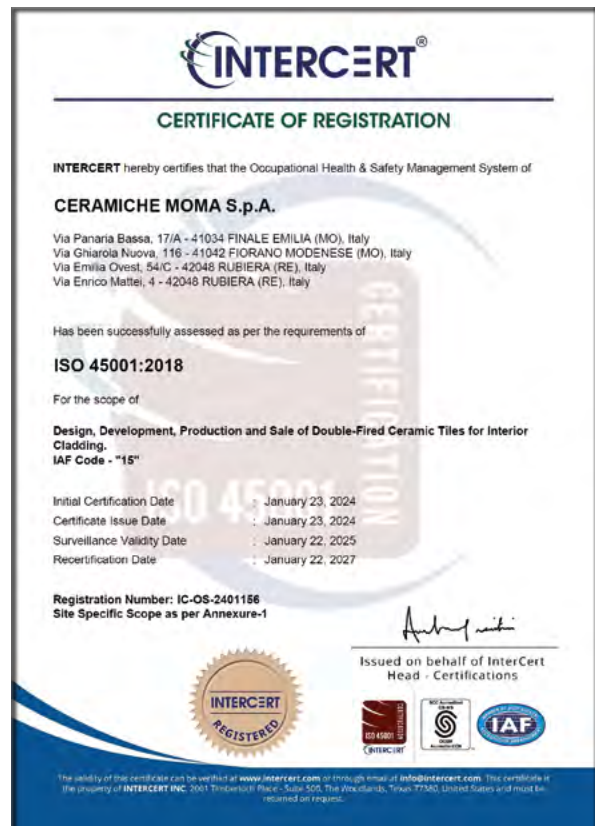 INTERCERT®
CERTIFICATE OF REGISTRATION
INTERCERT hereby certifies that the Occupational Health & Safety Management System of
CERAMICHE MOMA S.p.A.
Via Panaria Bassa, 17/A - 41034 FINALE EMILIA (MO), Italy
Via Ghiarola Nuova, 116 - 41042 FIORANO MODENESE (MO), Italy
Via Emilia Ovest, 54/C - 42048 RUBIERA (RE), Italy
Via Enrico Mattei, 4 - 42048 RUBIERA (RE), Italy
Has been successfully assessed as per the requirements of
ISO 45001:2018
For the scope of
Design, Development, Production and Sale of Double-Fired Ceramic Tiles for Interior
Cladding.
IAF Code - "15"
Initial Certification Date : January 23, 2024
Certificate Issue Date : January 23, 2024
Surveillance Validity Date : January 22, 2025
Recertification Date : January 22, 2027
ISO 45001
CERTIFICATION
Registration Number: IC-OS-2401156
Site Specific Scope as per Annexure-1
Issued on behalf of InterCert
Head - Certifications
INTERCERT
REGISTERED
ISO 45001
CERTIFICATION
INTERCERT
IAF
The validity of this certificate can be verified at www.intercert.com or through email at info@intercert.com. This certificate is
the property of INTERCERT INC, 2001 Timberloch Place - Suite 500, The Woodlands, Texas 77380, United States and must be
returned on request.